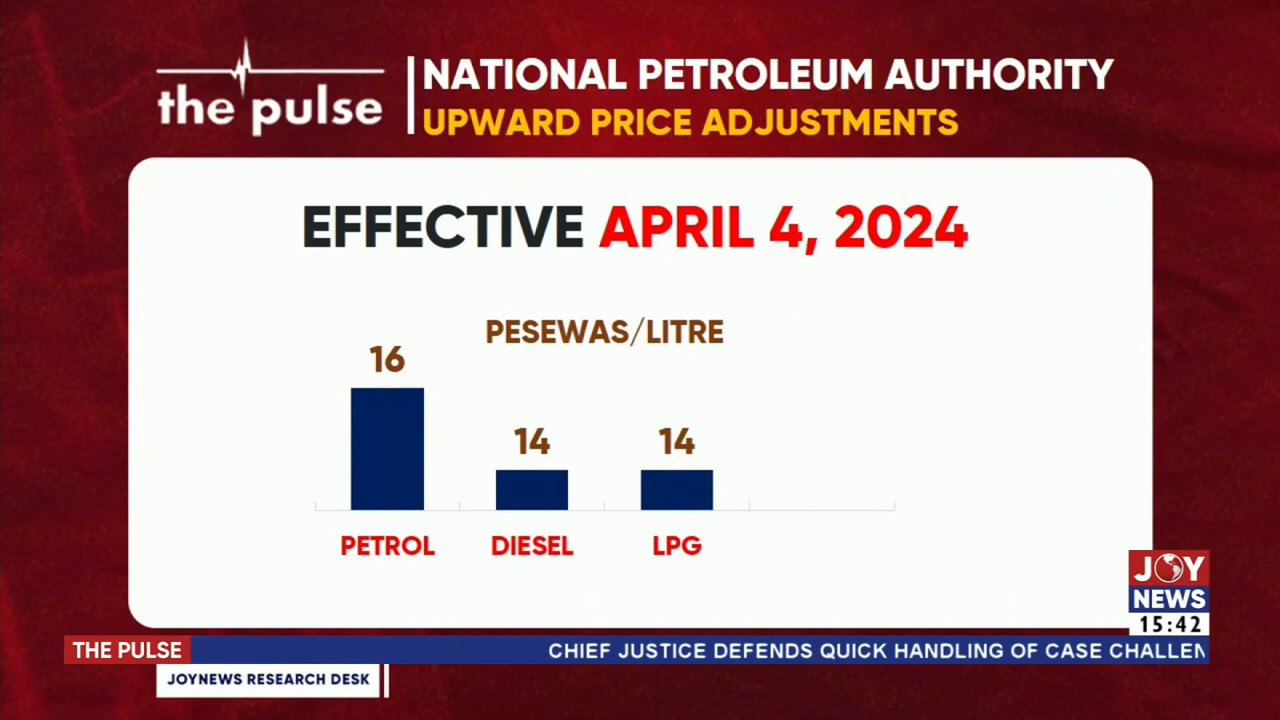 the pulse
NATIONAL PETROLEUM AUTHORITY
UPWARD PRICE ADJUSTMENTS
EFFECTIVE APRIL 4, 2024
PESEWAS/LITRE
16
14
14
PETROL
DIESEL
LPG
JOY
NEWS
15:42
THE PULSE
CHIEF JUSTICE DEFENDS QUICK HANDLING OF CASE CHALLEN
JOYNEWS RESEARCH DESK